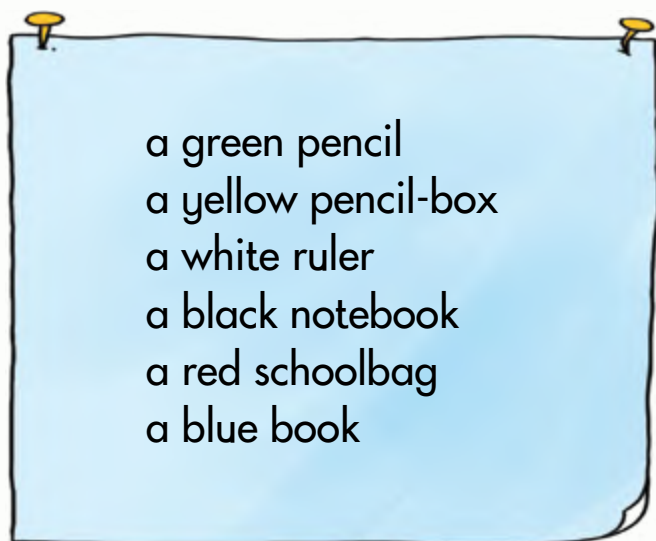 a green pencil
a yellow pencil-box
a white ruler
a black notebook
a red schoolbag
a blue book